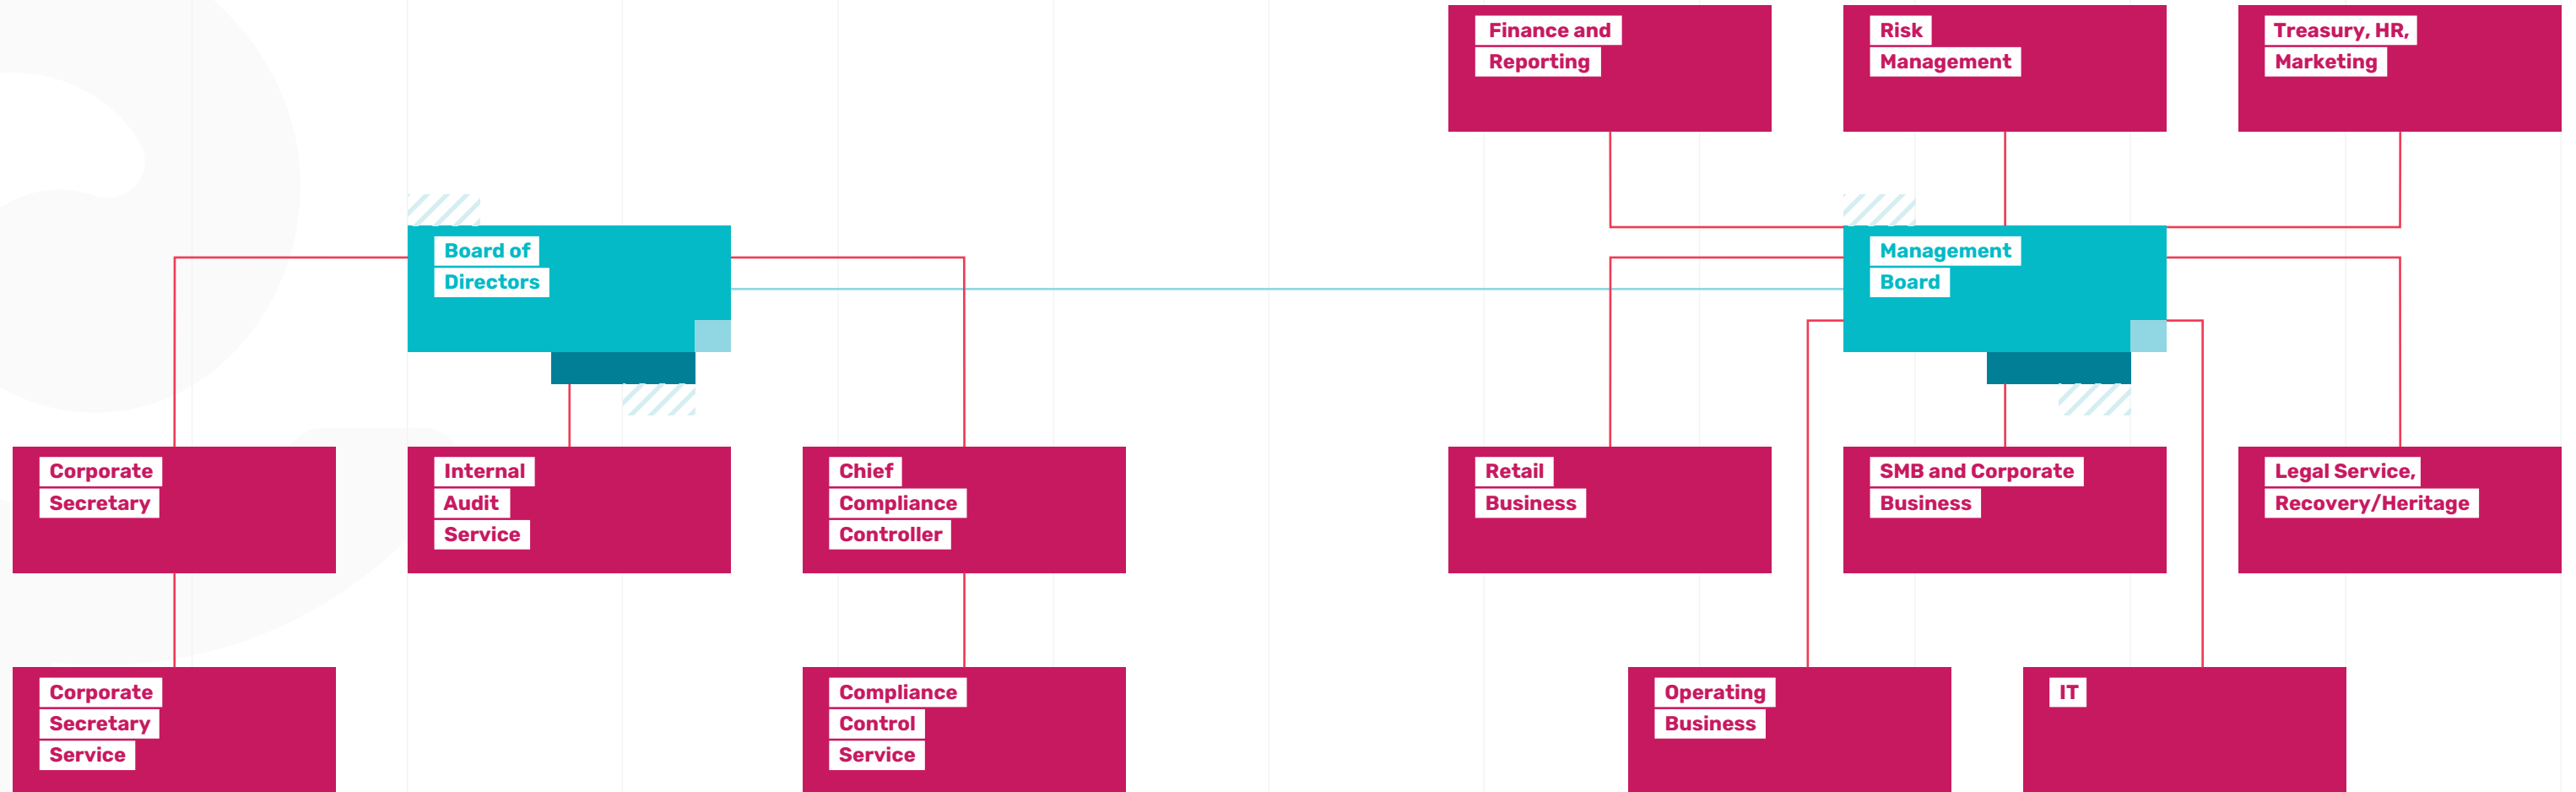 Finance and
Reporting
Risk
Management
Treasury, HR,
Marketing
Board of
Directors
Management
Board
Corporate
Secretary
Internal
Audit
Service
Chief
Compliance
Controller
Retail
Business
SMB and Corporate
Business
Legal Service,
Recovery/Heritage
Corporate
Secretary
Service
Compliance
Control
Service
Operating
Business
IT